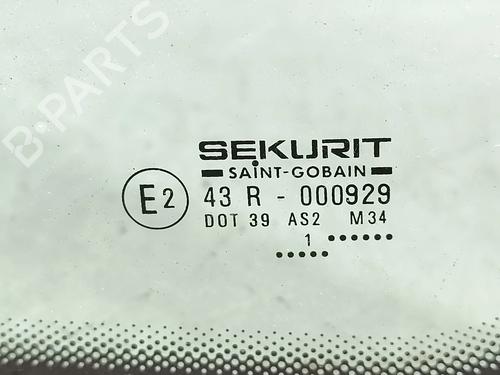 B-PARTS
SEKURIT
SAINT-GOBAIN
E2 43 R - 000929
DOT 39 AS2 M34
1